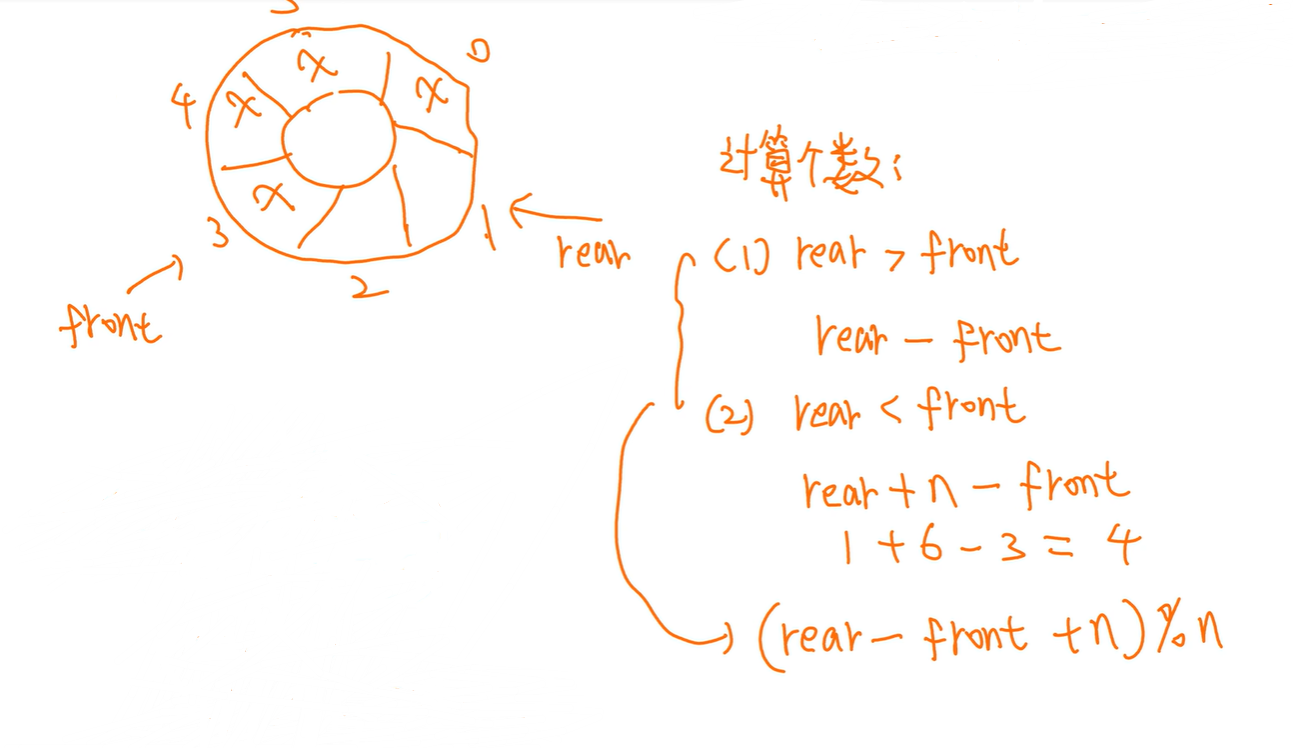 0
4
计算个数:
3
1
rear
(1) rear > front
2
front
rear - front
(2) rear < front
rear + n - front
1 + 6 - 3 = 4
(rear - front + n) % n
x
x
x
x